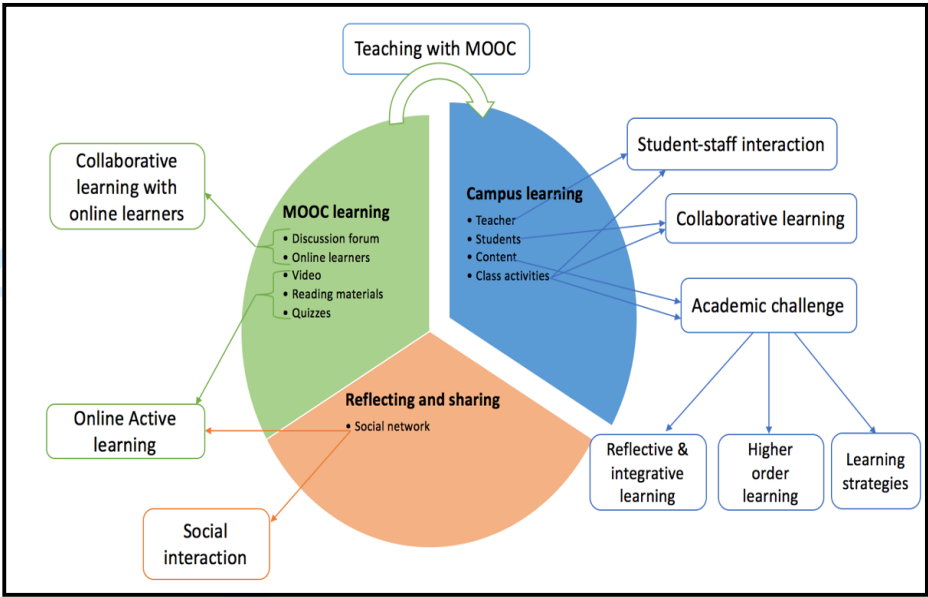 Teaching with MOOC
Collaborative
learning with
online learners
MOOC learning
• Discussion forum
• Online learners
• Video
• Reading materials
• Quizzes
Campus learning
• Teacher
• Students
• Content
• Class activities
Student-staff interaction
Collaborative learning
Academic challenge
Reflecting and sharing
• Social network
Online Active
learning
Social
interaction
Reflective &
integrative
learning
Higher
order
learning
Learning
strategies